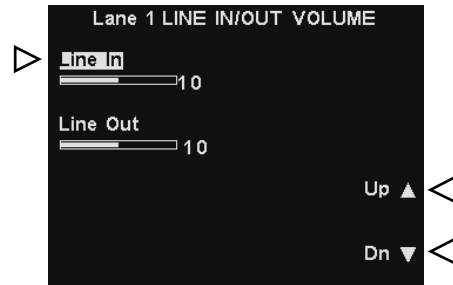 Lane 1 LINE IN/OUT VOLUME
Line In
10
Line Out
10
Up ▲
Dn ▼